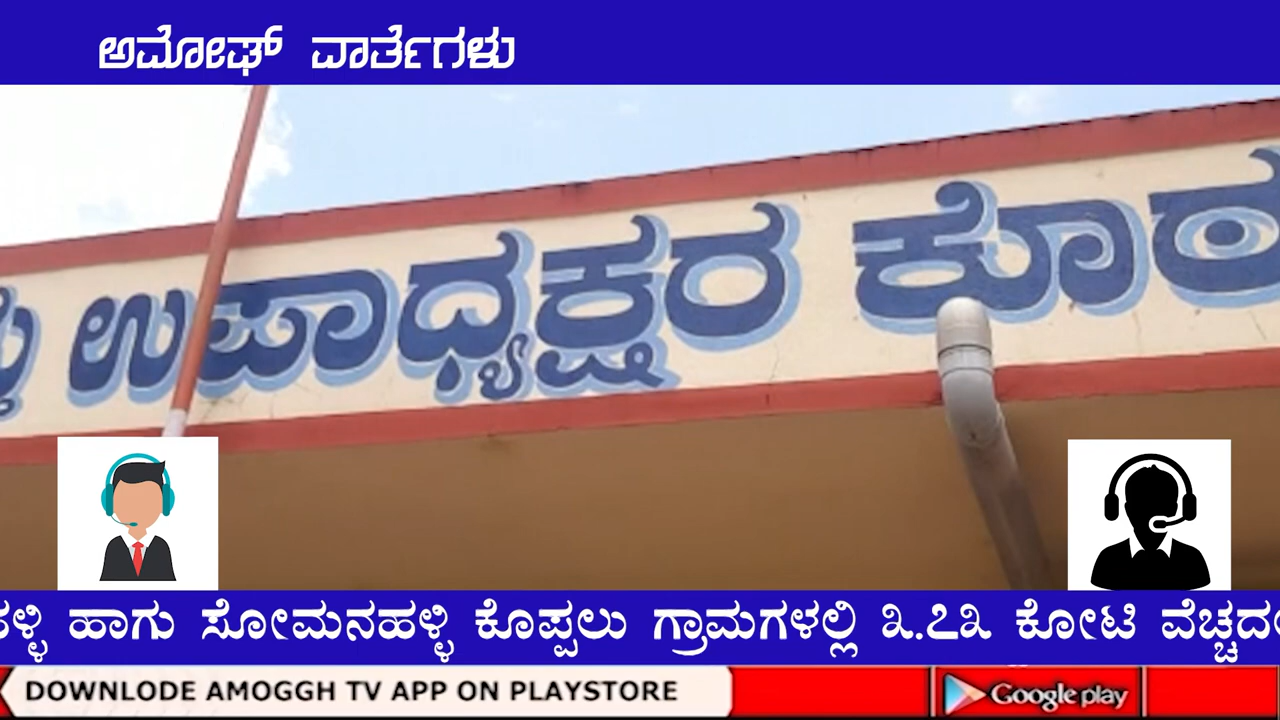 ಅಮೋಘ್ ವಾರ್ತೆಗಳು
ಉಪಾಧ್ಯಕ್ಷರ
ಹಾಗು ಸೋಮನಹಳ್ಳಿ ಕೊಪ್ಪಲು ಗ್ರಾಮಗಳಲ್ಲಿ ೩.೭೩ ಕೋಟಿ
DOWNLODE AMOGGH TV APP ON PLAYSTORE
Google play